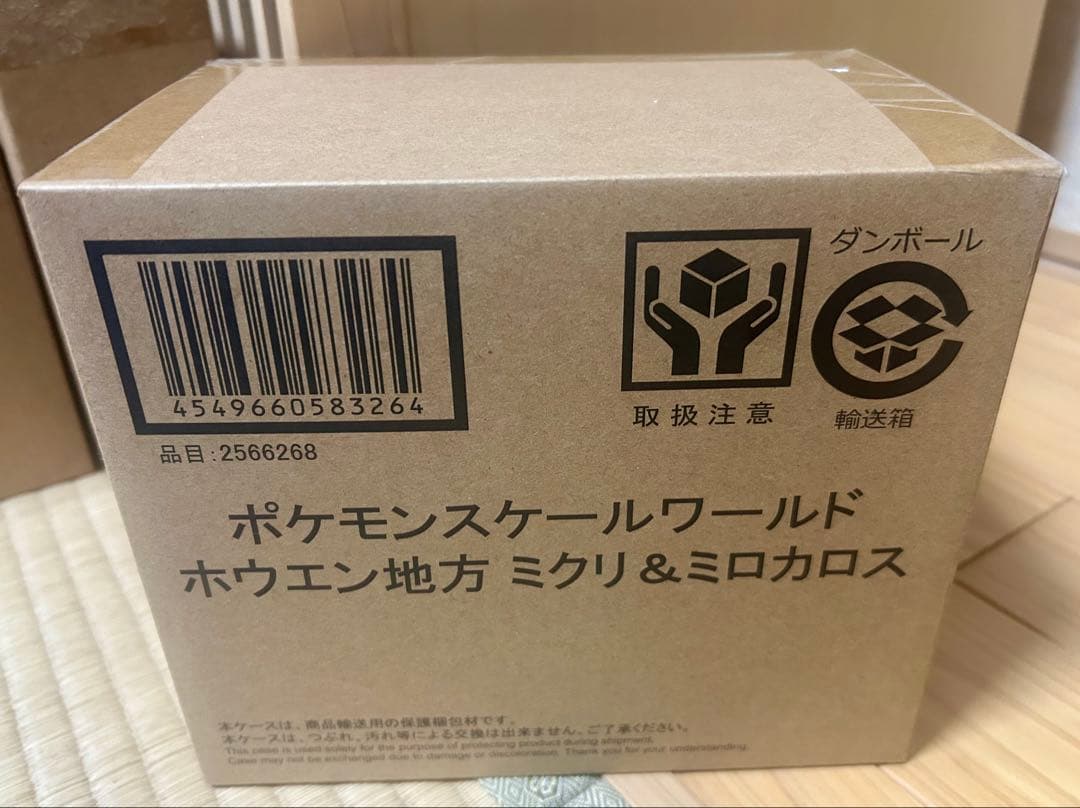 ダンボール
4549660583264
取扱注意
輸送箱
品目:2566268
ポケモンスケールワールド
ホウエン地方 ミクリ&ミロカロス
本ケースは、商品輸送用の保護梱包材です。
本ケースは、つぶれ、汚れ等による交換は出来ません。ご了承ください。
This case is used solely for the purpose of protecting product during shipment.
Case may not be exchanged due to damage or discoloration. Thank you for your understanding.